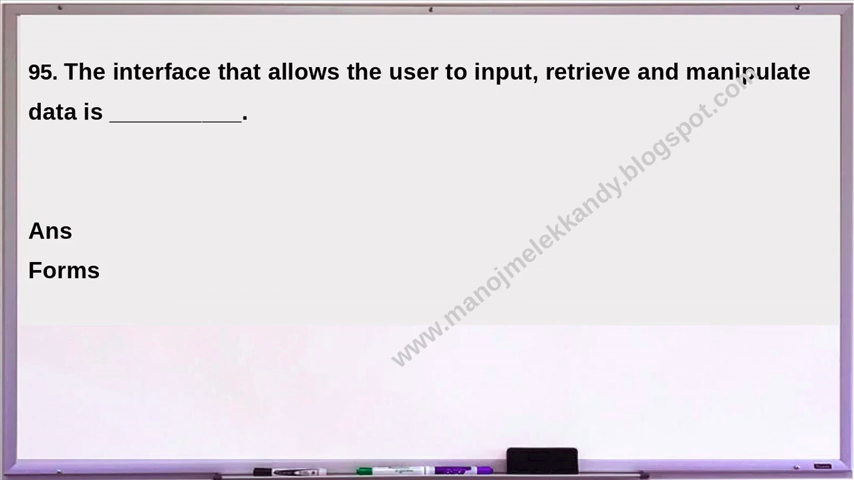 95. The interface that allows the user to input, retrieve and manipulate
data is ___________.
Ans
Forms
www.manojmelekkandy.blogspot.com